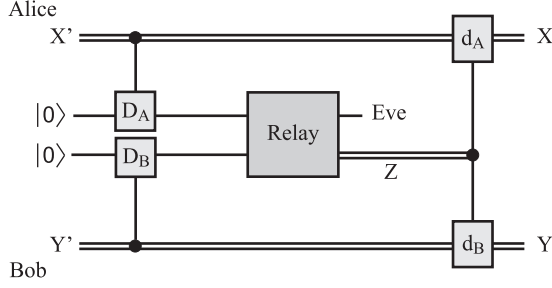 Alice
X' d_A X
|0⟩ D_A Eve
Relay
|0⟩ D_B Z
Y' d_B Y
Bob